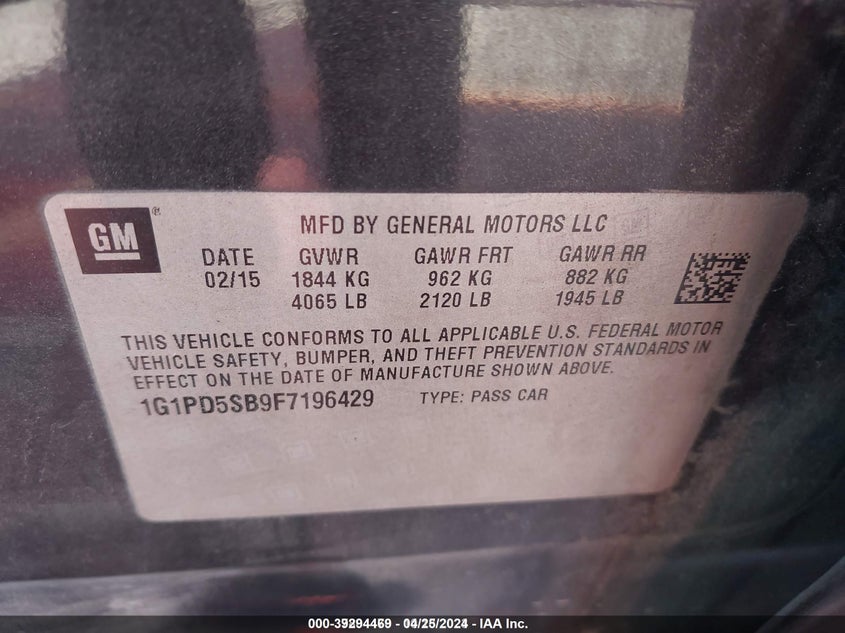 GM®
MFD BY GENERAL MOTORS LLC
DATE GVWR GAWR FRT GAWR RR
02/15 1844 KG 962 KG 882 KG
4065 LB 2120 LB 1945 LB
THIS VEHICLE CONFORMS TO ALL APPLICABLE U.S. FEDERAL MOTOR
VEHICLE SAFETY, BUMPER, AND THEFT PREVENTION STANDARDS IN
EFFECT ON THE DATE OF MANUFACTURE SHOWN ABOVE.
1G1PD5SB9F7196429 TYPE: PASS CAR
000-39294469 - 04/25/2024 - IAA Inc.